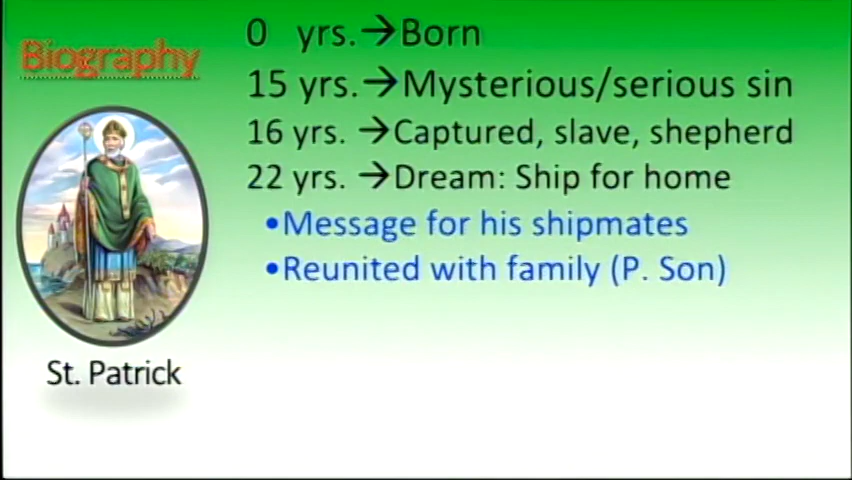 Biography
0 yrs.→Born
15 yrs.→Mysterious/serious sin
16 yrs. →Captured, slave, shepherd
22 yrs. →Dream: Ship for home
•Message for his shipmates
•Reunited with family (P. Son)
St. Patrick